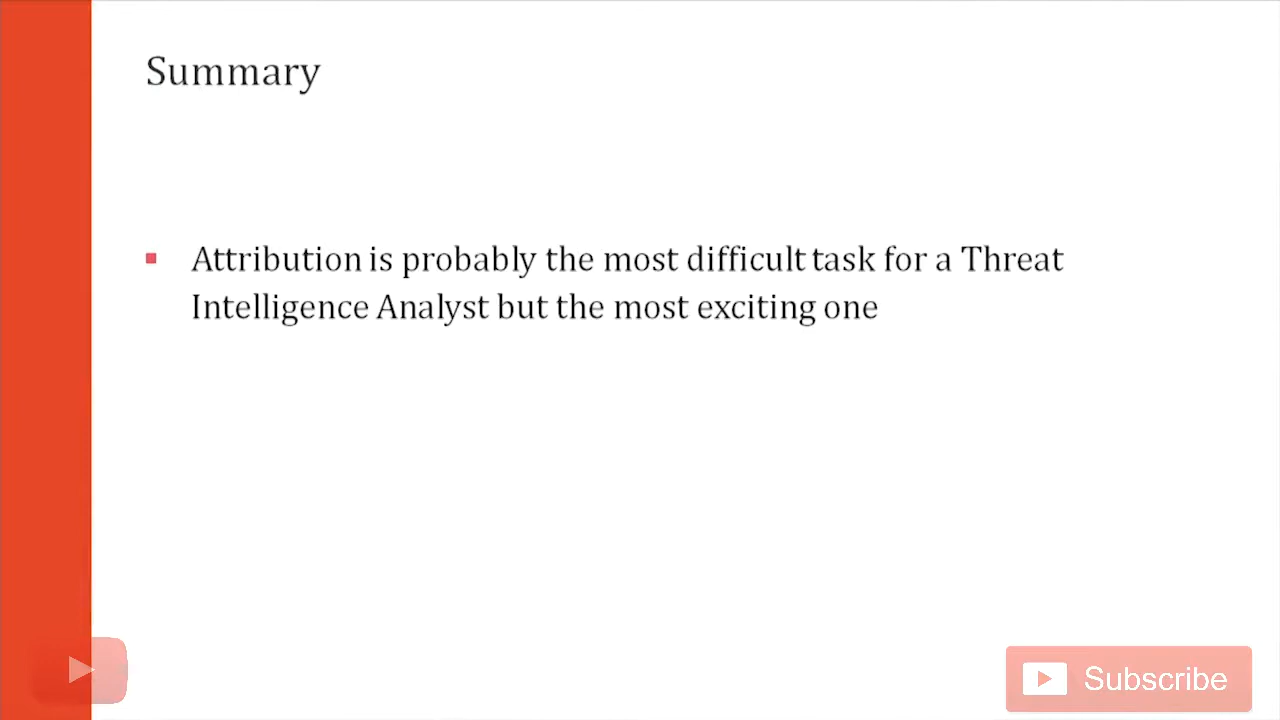 Summary
Attribution is probably the most difficult task for a Threat
Intelligence Analyst but the most exciting one
Subscribe